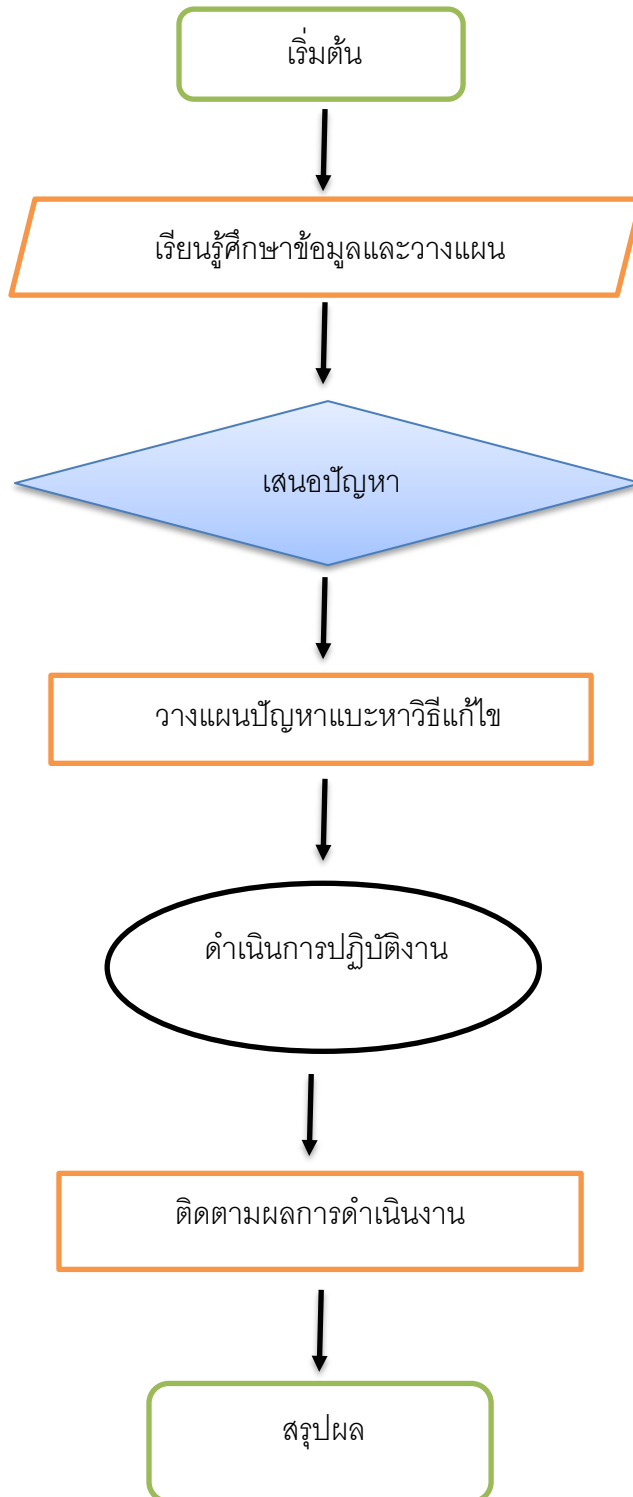 เริ่มต้น
เรียนรู้ศึกษาข้อมูลและวางแผน
เสนอปัญหา
วางแผนปัญหาแบะหาวิธีแก้ไข
ดำเนินการปฏิบัติงาน
ติดตามผลการดำเนินงาน
สรุปผล